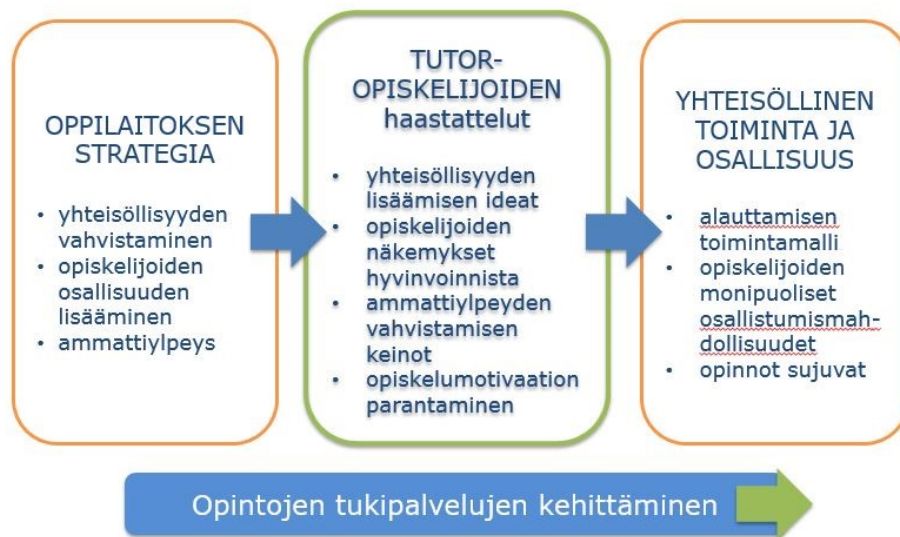 OPPILAITOKSEN
STRATEGIA
• yhteisöllisyyden
vahvistaminen
• opiskelijoiden
osallisuuden
lisääminen
• ammattiylpeys
TUTOR-
OPISKELIJOIDEN
haastattelut
• yhteisöllisyyden
lisäämisen ideat
• opiskelijoiden
näkemykset
hyvinvoinnista
• ammattiylpeyden
vahvistamisen
keinot
• opiskelumotivaation
parantaminen
YHTEISÖLLINEN
TOIMINTA JA
OSALLISUUS
• alauttamisen
toimintamalli
• opiskelijoiden
monipuoliset
osallistumismah-
dollisuudet
• opinnot sujuvat
Opintojen tukipalvelujen kehittäminen